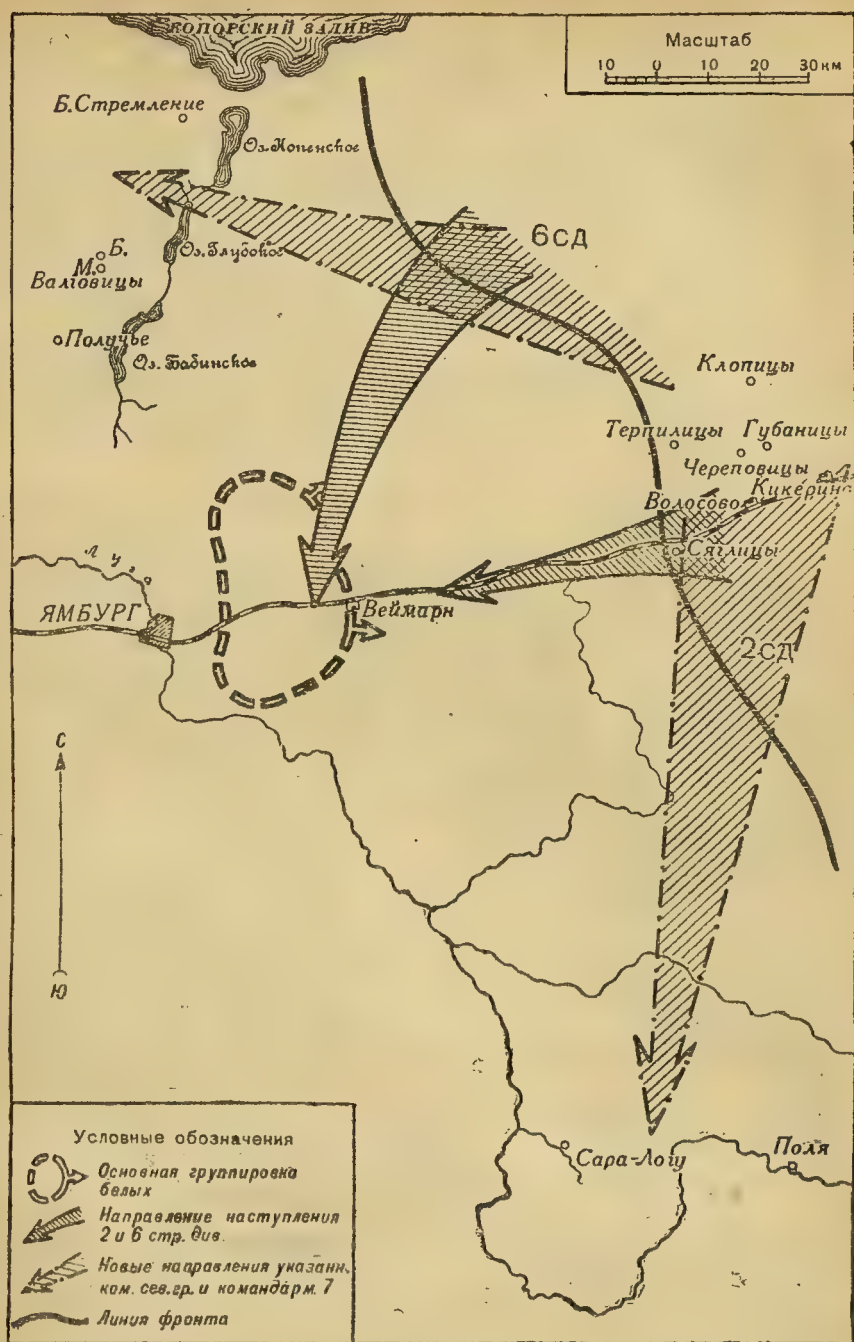 КОПОРСКИЙ ЗАЛИВ
Масштаб
10 0 10 20 30 км
Б. Стремление
Оз. Копенское
6СД
Б.
М.
Валговицы
Оз. Глубокое
Получье
Оз. Бабинское
Клопицы
Терпилицы
Губаницы
Череповицы
Волосово
Кикерино
Сяглицы
Луга
ЯМБУРГ
Веймарн
2СД
С
Ю
Сара-Логу
Поля
Условные обозначения
Основная группировка
белых
Направление наступления
2 и 6 стр. див.
Новые направления указанн.
ком. сев. гр. и командарм. 7
Линия фронта